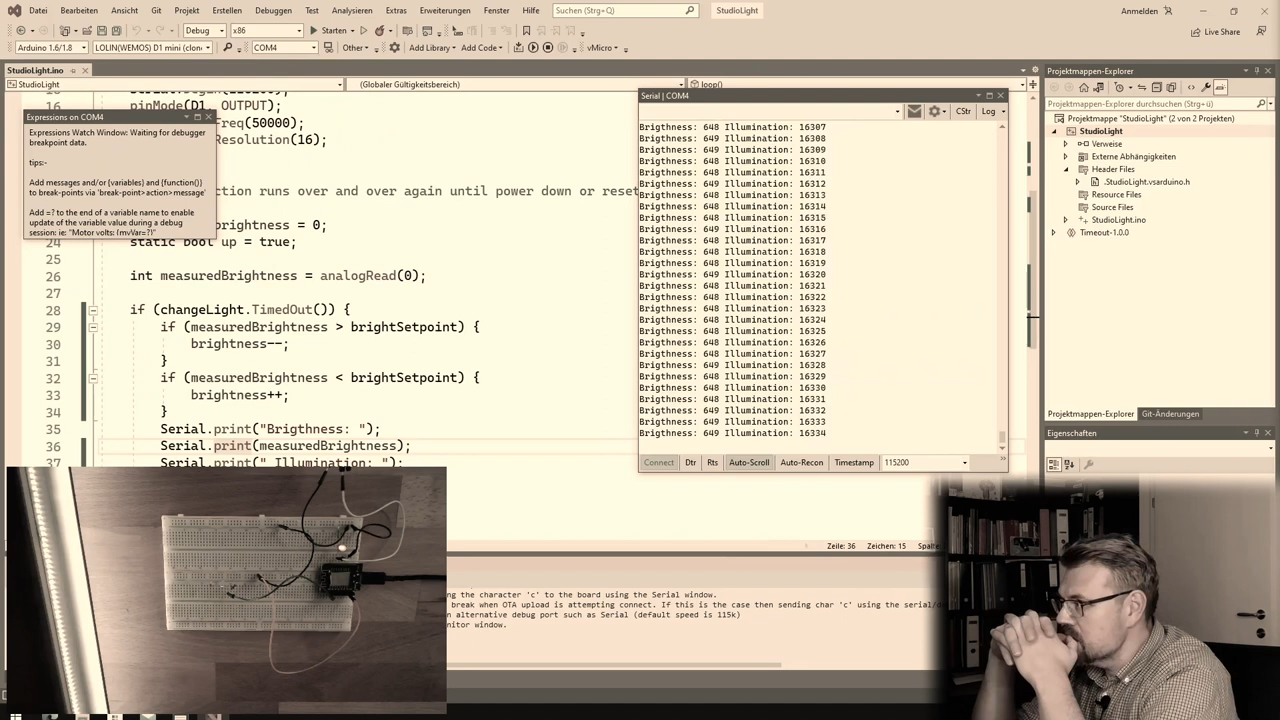 Datei Bearbeiten Ansicht Git Projekt Erstellen Debuggen Test Analysieren Extras Erweiterungen Fenster Hilfe Suchen (Strg+Q) StudioLight Anmelden
Debug x86 Starten Live Share
Arduino 1.6/1.8 LOLIN(WEMOS) D1 mini (clone COM4 Other Add Library Add Code vMicro
StudioLight.ino
StudioLight (Globaler Gültigkeitsbereich) loop()
16 pinMode(D1, OUTPUT);
req(50000);
Resolution(16);
ction runs over and over again until power down or reset
brightness = 0;
24 static bool up = true;
25
26 int measuredBrightness = analogRead(0);
27
28 if (changeLight.TimedOut()) {
29 if (measuredBrightness > brightSetpoint) {
30 brightness--;
31 }
32 if (measuredBrightness < brightSetpoint) {
33 brightness++;
34 }
35 Serial.print("Brigthness: ");
36 Serial.print(measuredBrightness);
37 Serial.print(" Illumination: ");
Expressions on COM4
Expressions Watch Window: Waiting for debugger
breakpoint data.
tips:-
Add messages and/or {variables} and {function()}
to break-points via 'break-point>action>message'
Add =? to the end of a variable name to enable
update of the variable value during a debug
session: ie: "Motor volts: {myVar=?}"
Serial | COM4
CStr Log
Brigthness: 648 Illumination: 16307
Brigthness: 649 Illumination: 16308
Brigthness: 649 Illumination: 16309
Brigthness: 648 Illumination: 16310
Brigthness: 648 Illumination: 16311
Brigthness: 649 Illumination: 16312
Brigthness: 648 Illumination: 16313
Brigthness: 648 Illumination: 16314
Brigthness: 649 Illumination: 16315
Brigthness: 649 Illumination: 16316
Brigthness: 648 Illumination: 16317
Brigthness: 648 Illumination: 16318
Brigthness: 649 Illumination: 16319
Brigthness: 649 Illumination: 16320
Brigthness: 648 Illumination: 16321
Brigthness: 648 Illumination: 16322
Brigthness: 648 Illumination: 16323
Brigthness: 648 Illumination: 16324
Brigthness: 648 Illumination: 16325
Brigthness: 648 Illumination: 16326
Brigthness: 648 Illumination: 16327
Brigthness: 649 Illumination: 16328
Brigthness: 648 Illumination: 16329
Brigthness: 648 Illumination: 16330
Brigthness: 648 Illumination: 16331
Brigthness: 649 Illumination: 16332
Brigthness: 649 Illumination: 16333
Brigthness: 649 Illumination: 16334
Connect Dtr Rts Auto-Scroll Auto-Recon Timestamp 115200
Zeile: 36 Zeichen: 15 Spalte
ng the character 'c' to the board using the Serial window.
break when OTA upload is attempting connect. If this is the case then sending char 'c' using the serial/d
n alternative debug port such as Serial (default speed is 115k)
nitor window.
Projektmappen-Explorer
Projektmappen-Explorer durchsuchen (Strg+ü)
Projektmappe "StudioLight" (2 von 2 Projekten)
StudioLight
Verweise
Externe Abhängigkeiten
Header Files
.StudioLight.vsarduino.h
Resource Files
Source Files
StudioLight.ino
Timeout-1.0.0
Projektmappen-Explorer Git-Änderungen
Eigenschaften